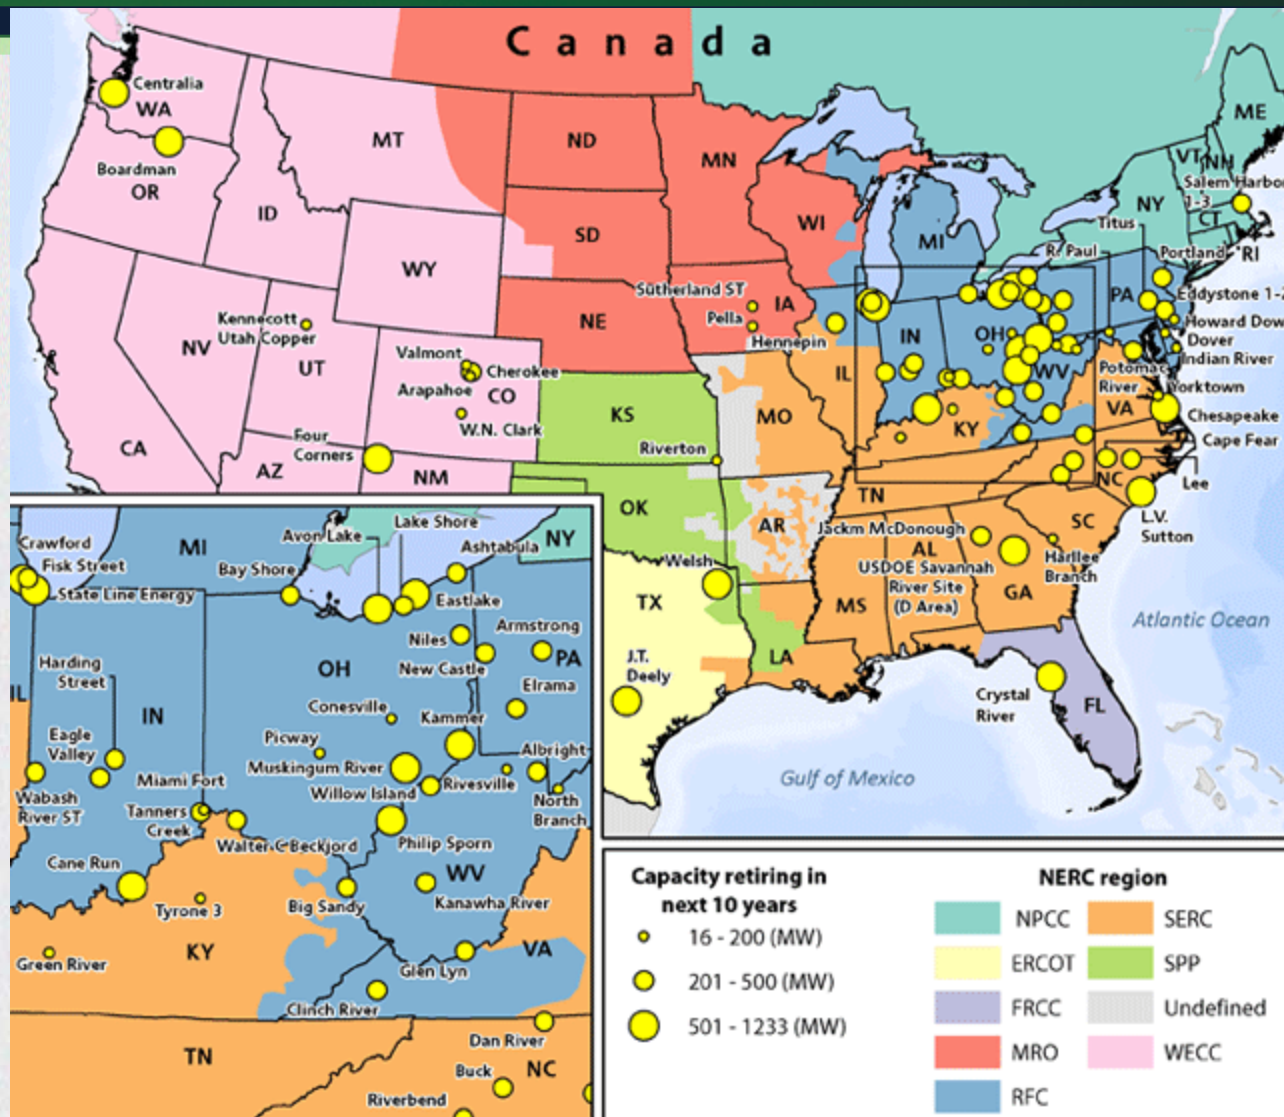 Canada
Centralia
WA
Boardman
OR
MT
ID
WY
ND
SD
NE
MN
WI
MI
ME
VT
NH
Salem Harbo
1-3
NY
CT
RI
Titus
R. Paul
Portland
PA
Eddystone 1-2
Howard Dow
Dover
Indian River
Potomac
River
Yorktown
VA
Chesapeake
Cape Fear
Lee
NC
L.V.
Sutton
Sutherland ST
IA
Pella
Hennepin
IL
IN
OH
WV
KY
Kennecott
Utah Copper
NV
UT
Valmont
Cherokee
Arapahoe
CO
W.N. Clark
CA
Four
Corners
AZ
NM
KS
MO
Riverton
OK
AR
TN
Jackm McDonough
AL
USDOE Savannah
River Site
(D Area)
SC
Harllee
Branch
GA
MS
Welsh
TX
LA
J.T.
Deely
Crystal
River
FL
Atlantic Ocean
Gulf of Mexico
Crawford
Fisk Street
State Line Energy
MI
Bay Shore
Avon Lake
Lake Shore
Ashtabula
NY
Eastlake
Niles
New Castle
Armstrong
PA
Elrama
Harding
Street
IL
IN
OH
Eagle
Valley
Conesville
Kammer
Picway
Muskingum River
Albright
Wabash
River ST
Miami Fort
Willow Island
Rivesville
Tanners
Creek
North
Branch
Walter C Beckjord
Philip Sporn
Cane Run
WV
Kanawha River
Tyrone 3
Big Sandy
Green River
KY
Glen Lyn
VA
Clinch River
TN
Dan River
Buck
NC
Riverbend
Capacity retiring in
next 10 years
16 - 200 (MW)
201 - 500 (MW)
501 - 1233 (MW)
NERC region
NPCC
SERC
ERCOT
SPP
FRCC
Undefined
MRO
WECC
RFC